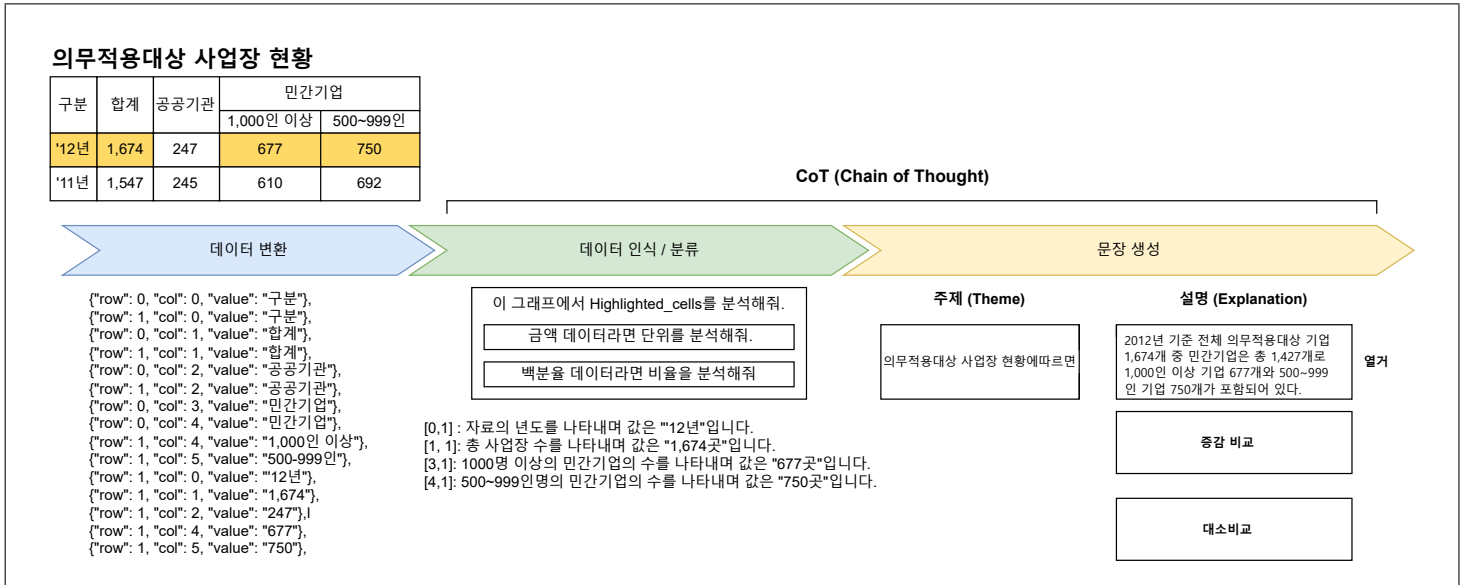 의무적용대상 사업장 현황
구분 합계 공공기관 민간기업
1,000인 이상 500~999인
'12년 1,674 247 677 750
'11년 1,547 245 610 692
CoT (Chain of Thought)
데이터 변환
데이터 인식 / 분류
문장 생성
{"row": 0, "col": 0, "value": "구분"},
{"row": 1, "col": 0, "value": "구분"},
{"row": 0, "col": 1, "value": "합계"},
{"row": 1, "col": 1, "value": "합계"},
{"row": 0, "col": 2, "value": "공공기관"},
{"row": 1, "col": 2, "value": "공공기관"},
{"row": 0, "col": 3, "value": "민간기업"},
{"row": 0, "col": 4, "value": "민간기업"},
{"row": 1, "col": 4, "value": "1,000인 이상"},
{"row": 1, "col": 5, "value": "500-999인"},
{"row": 1, "col": 0, "value": "'12년"},
{"row": 1, "col": 1, "value": "1,674"},
{"row": 1, "col": 2, "value": "247"},l
{"row": 1, "col": 4, "value": "677"},
{"row": 1, "col": 5, "value": "750"},
이 그래프에서 Highlighted_cells를 분석해줘.
금액 데이터라면 단위를 분석해줘.
백분율 데이터라면 비율을 분석해줘
[0,1] : 자료의 년도를 나타내며 값은 "'12년"입니다.
[1, 1]: 총 사업장 수를 나타내며 값은 "1,674곳"입니다.
[3,1]: 1000명 이상의 민간기업의 수를 나타내며 값은 "677곳"입니다.
[4,1]: 500~999인명의 민간기업의 수를 나타내며 값은 "750곳"입니다.
주제 (Theme)
의무적용대상 사업장 현황에따르면
설명 (Explanation)
2012년 기준 전체 의무적용대상 기업
1,674개 중 민간기업은 총 1,427개로
1,000인 이상 기업 677개와 500~999
인 기업 750개가 포함되어 있다.
열거
증감 비교
대소비교